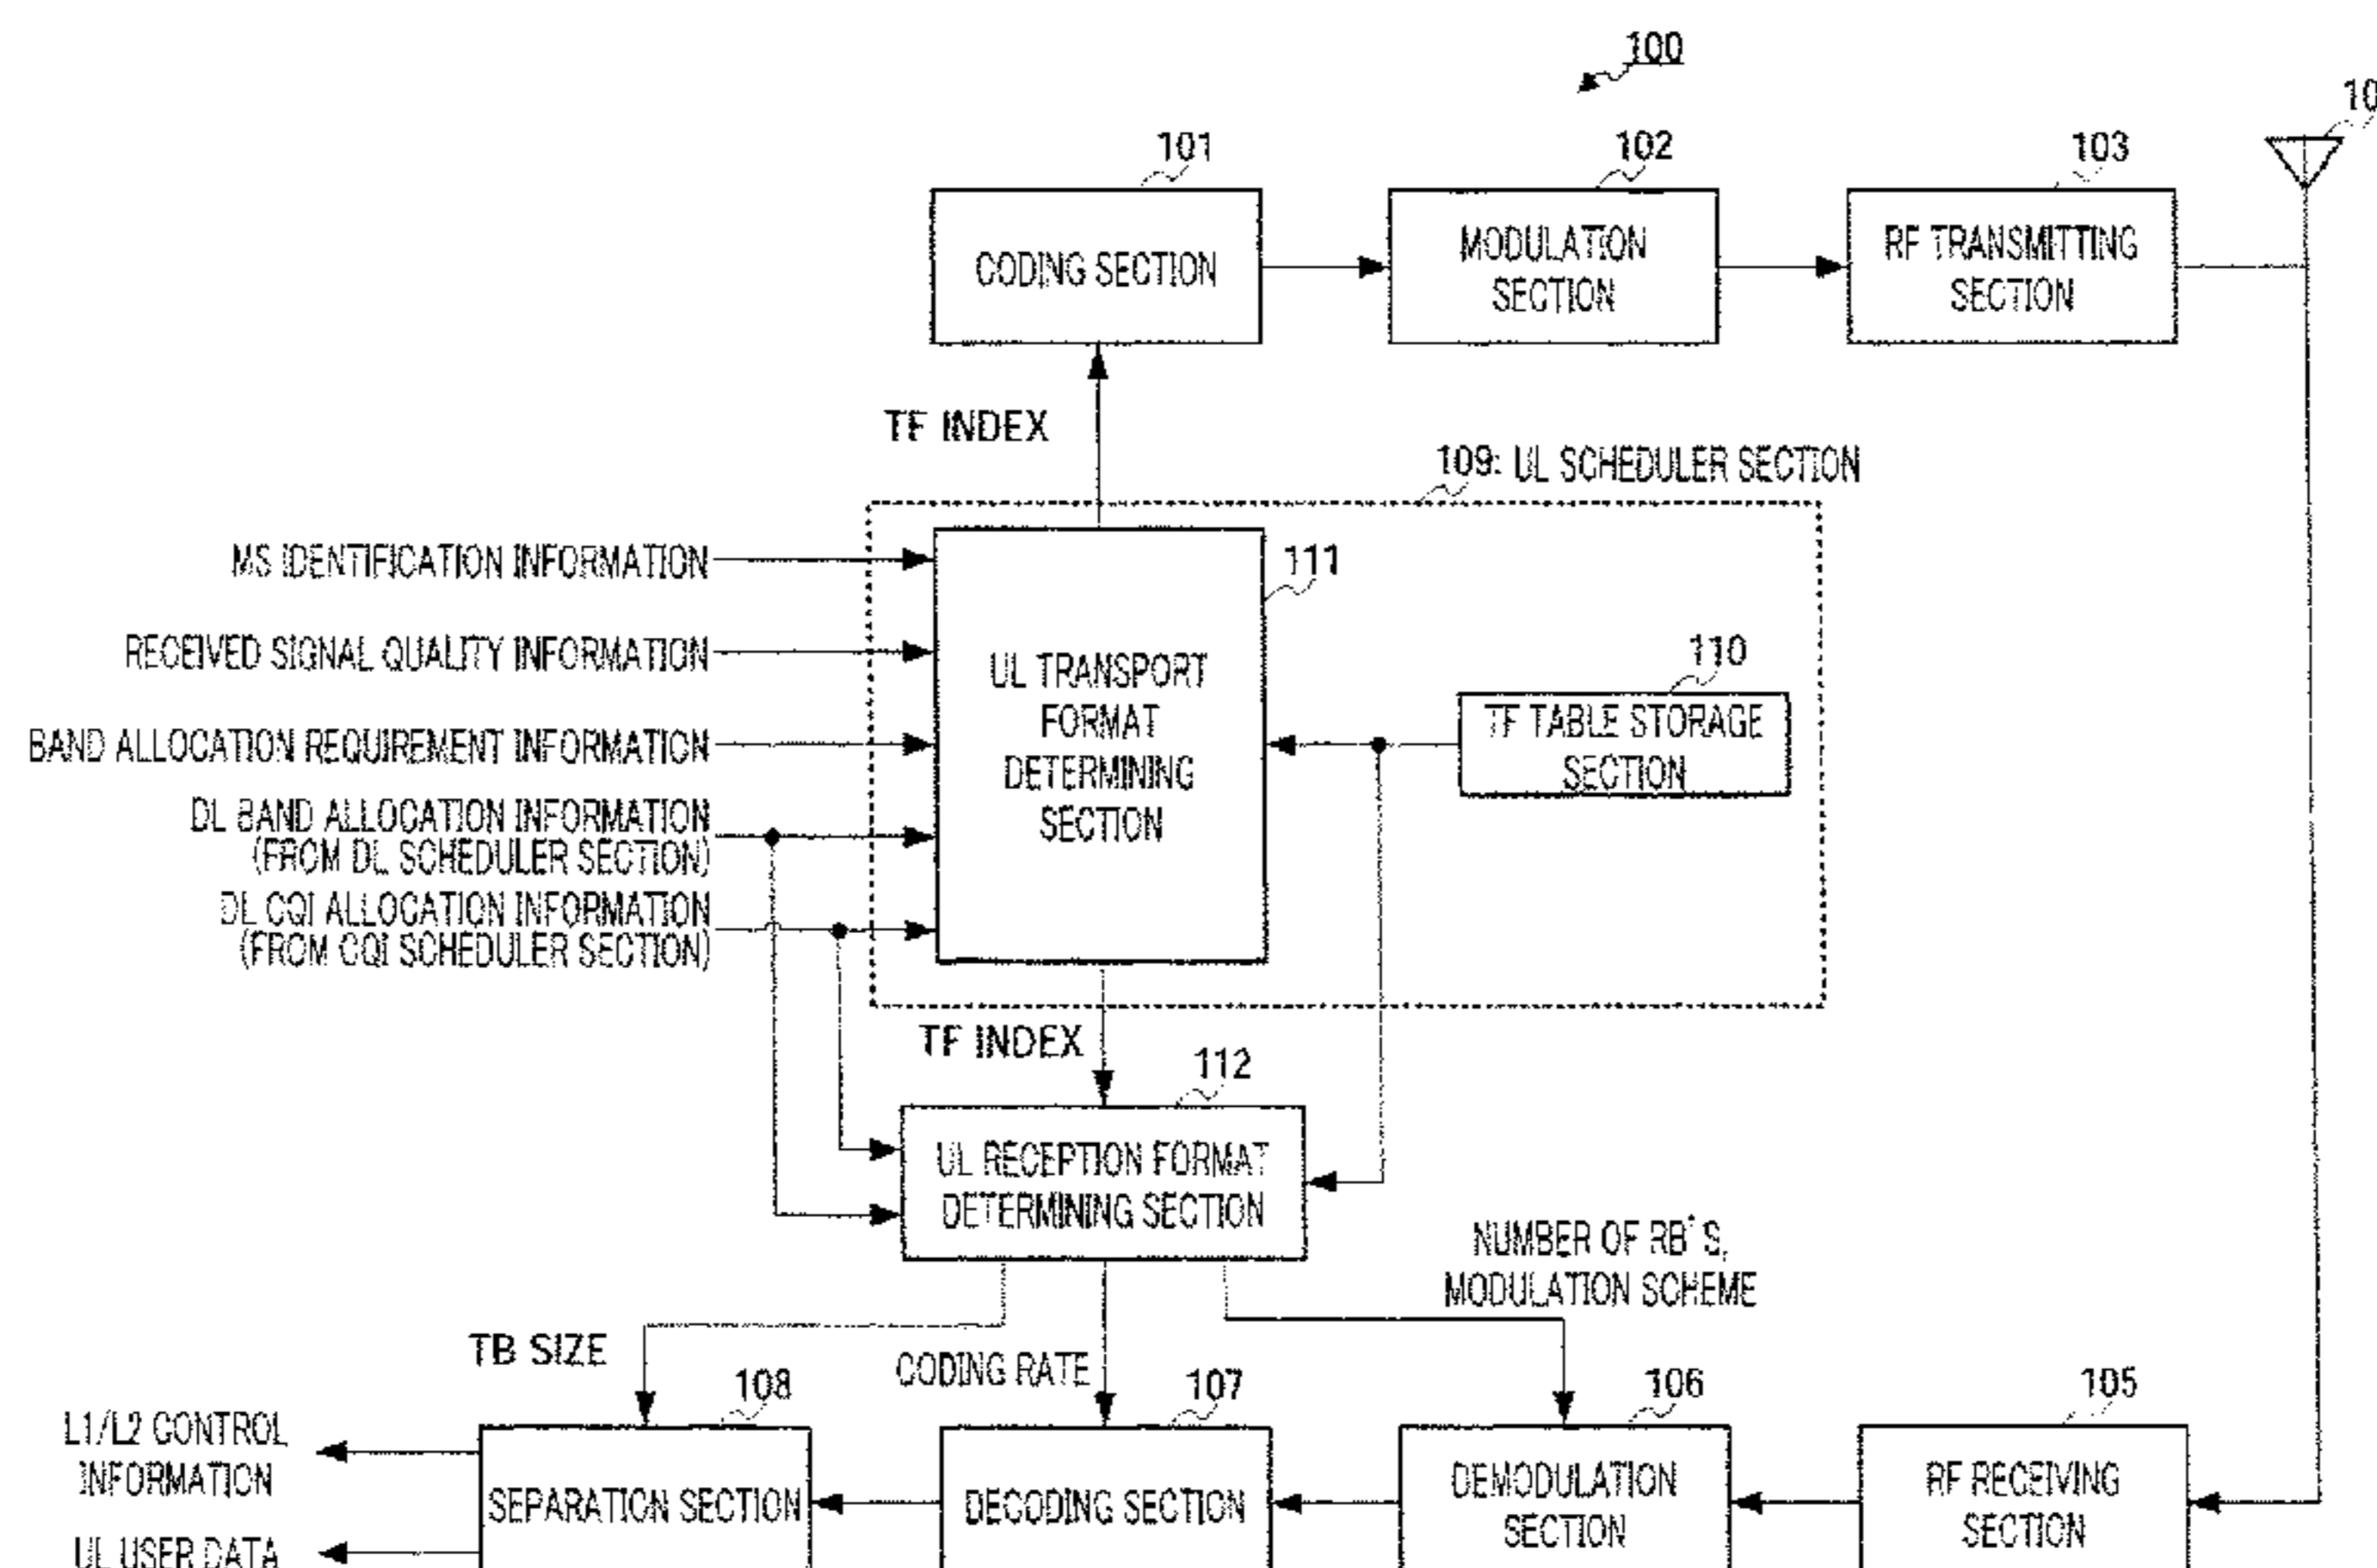 100
10
101
102
103
CODING SECTION
MODULATION
SECTION
RF TRANSMITTING
SECTION
TF INDEX
109: UL SCHEDULER SECTION
MS IDENTIFICATION INFORMATION
111
RECEIVED SIGNAL QUALITY INFORMATION
UL TRANSPORT
FORMAT
DETERMINING
SECTION
110
TF TABLE STORAGE
SECTION
BAND ALLOCATION REQUIREMENT INFORMATION
DL BAND ALLOCATION INFORMATION
(FROM DL SCHEDULER SECTION)
DL CQI ALLOCATION INFORMATION
(FROM CQI SCHEDULER SECTION)
TF INDEX
112
UL RECEPTION FORMAT
DETERMINING SECTION
NUMBER OF RB'S,
MODULATION SCHEME
TB SIZE
CODING RATE
108
107
106
105
L1/L2 CONTROL
INFORMATION
SEPARATION SECTION
DECODING SECTION
DEMODULATION
SECTION
RF RECEIVING
SECTION
UL USER DATA